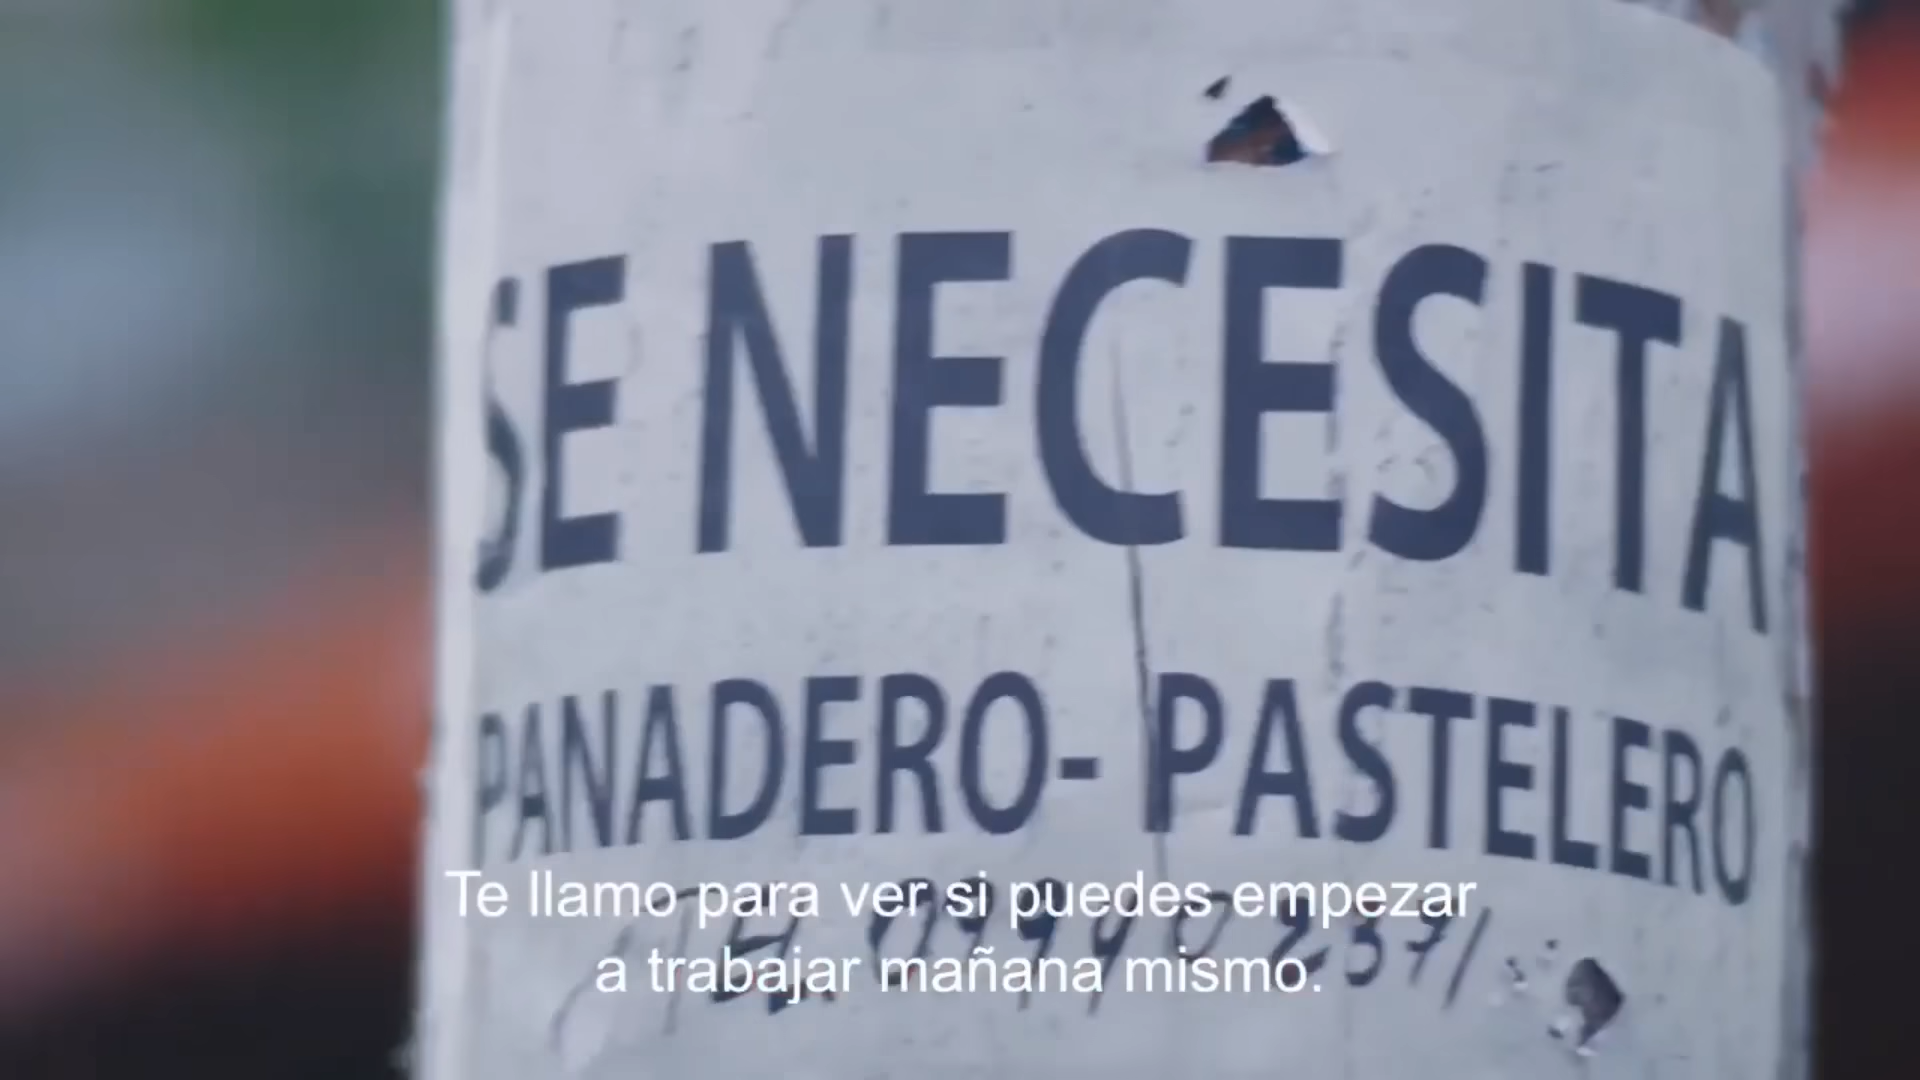 SE NECESITA
PANADERO- PASTELERO
Te llamo para ver si puedes empezar
a trabajar mañana mismo.